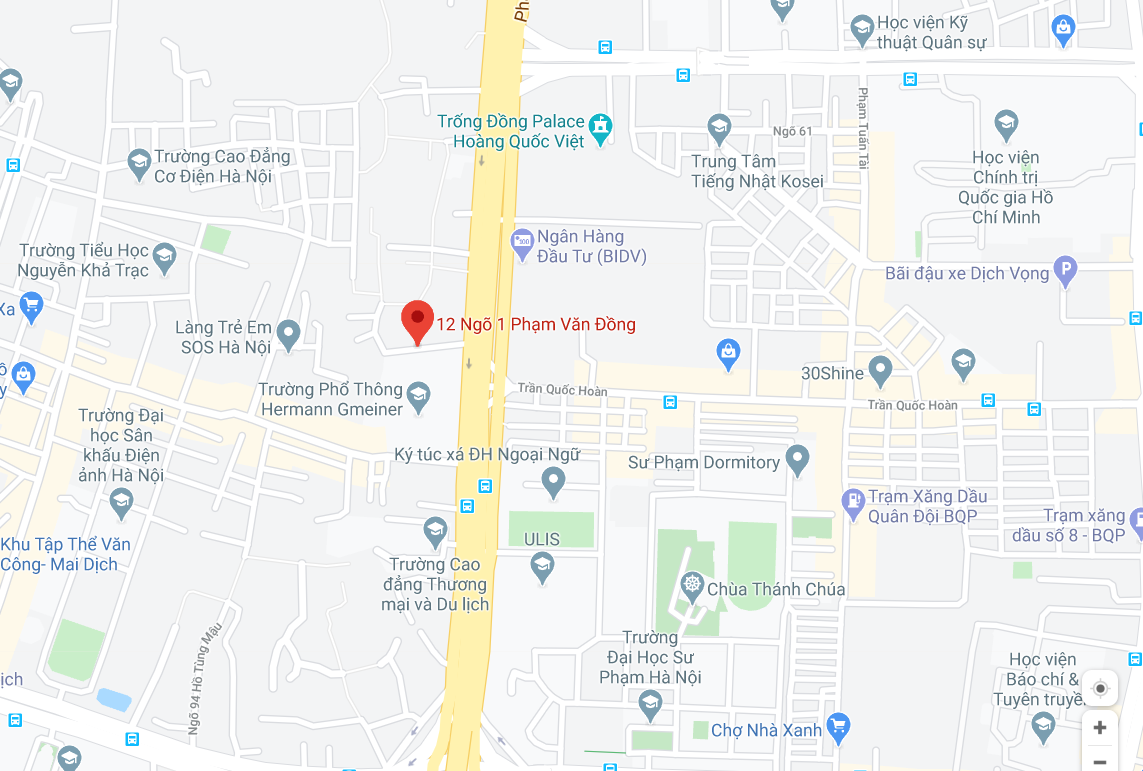 Ph
Học viện Kỹ
thuật Quân sự
Trống Đồng Palace
Hoàng Quốc Việt
Phạm Tuấn Tài
Ngõ 61
Trung Tâm
Tiếng Nhật Kosei
Học viện
Chính trị
Quốc gia Hồ
Chí Minh
Trường Cao Đẳng
Cơ Điện Hà Nội
Trường Tiểu Học
Nguyễn Khả Trạc
Ngân Hàng
Đầu Tư (BIDV)
Bãi đậu xe Dịch Vọng
P
Xa
Làng Trẻ Em
SOS Hà Nội
12 Ngõ 1 Phạm Văn Đồng
30Shine
Trường Phổ Thông
Hermann Gmeiner
Trần Quốc Hoàn
Trần Quốc Hoàn
Trường Đại
học Sân
khấu Điện
ảnh Hà Nội
Ký túc xá ĐH Ngoại Ngữ
Sư Phạm Dormitory
Trạm Xăng Dầu
Quân Đội BQP
Trạm xăng
dầu số 8 - BQP
Khu Tập Thể Văn
Công- Mai Dịch
ULIS
Trường Cao
đẳng Thương
mại và Du lịch
Chùa Thánh Chúa
Ngõ 94 Hồ Tùng Mậu
Trường
Đại Học Sư
Phạm Hà Nội
Học viện
Báo chí &
Tuyên truyề
ịch
Chợ Nhà Xanh